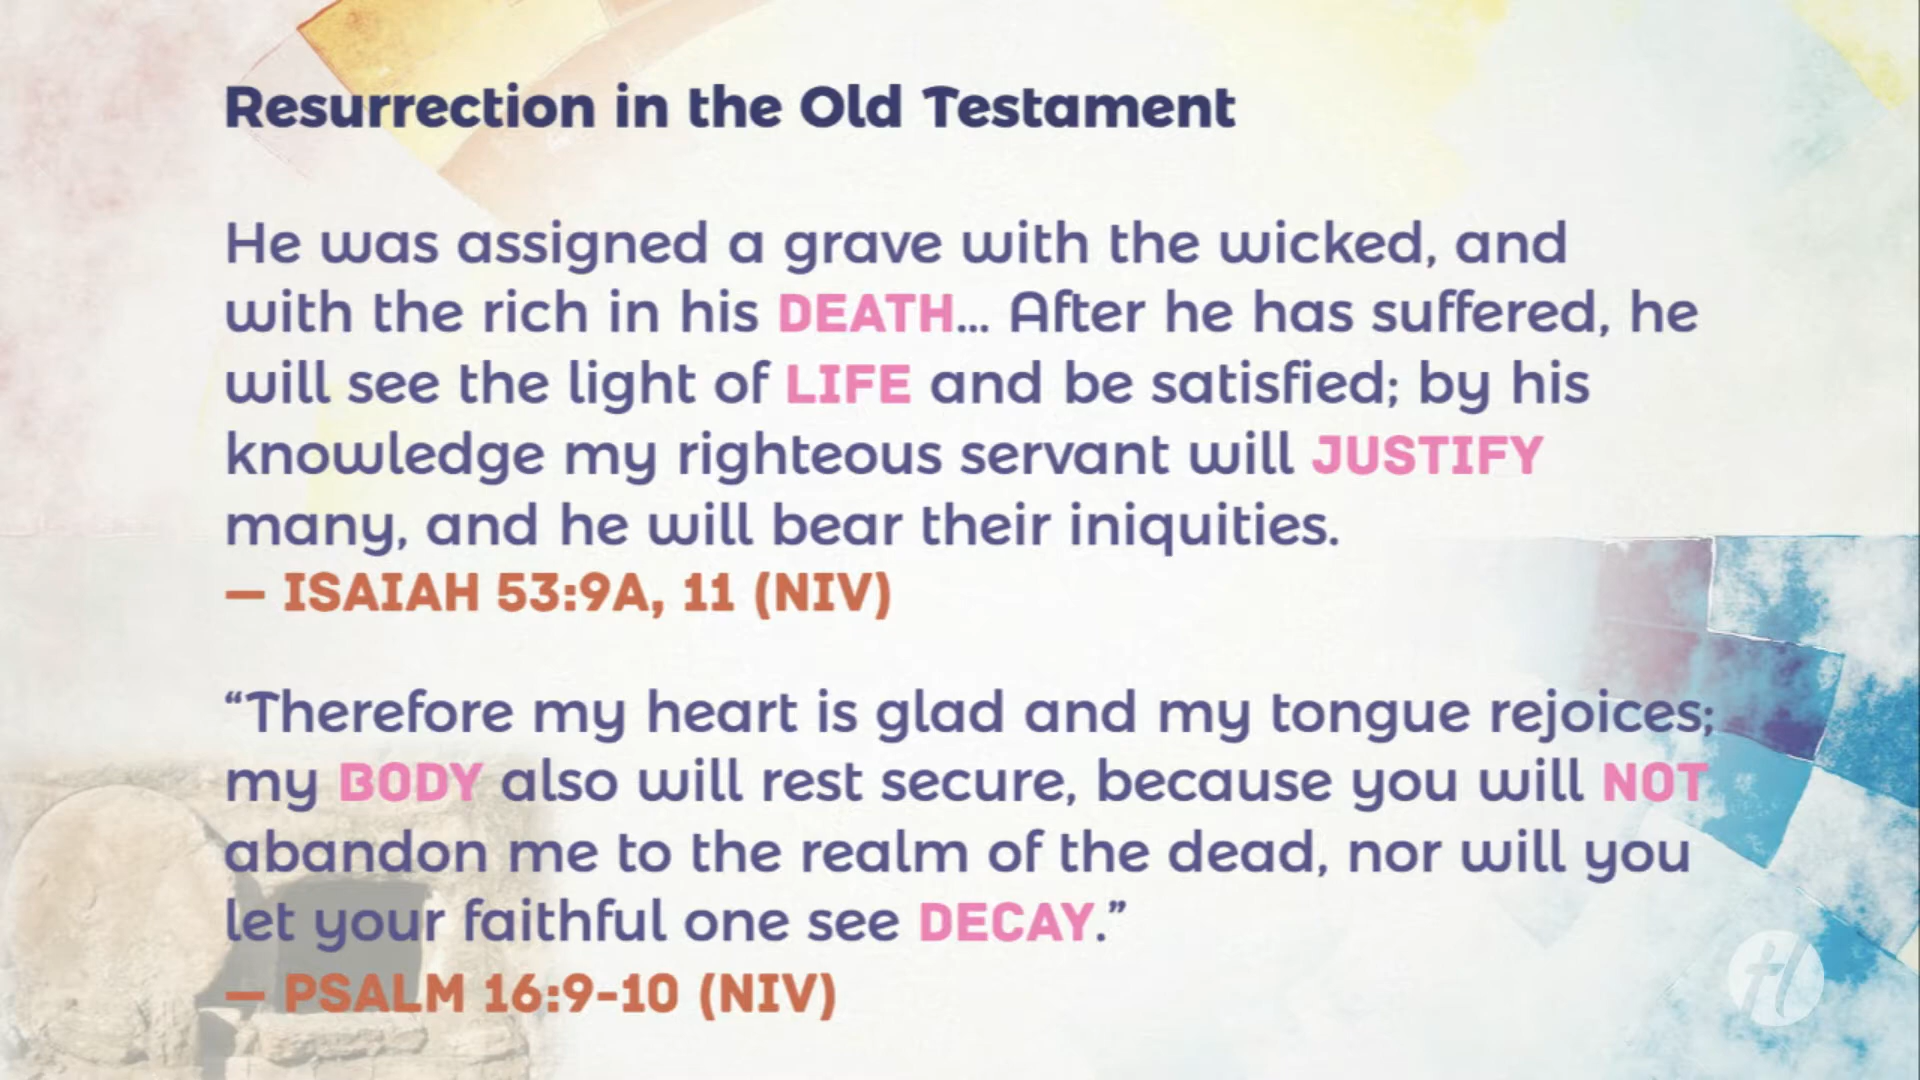 Resurrection in the Old Testament
He was assigned a grave with the wicked, and
with the rich in his DEATH... After he has suffered, he
will see the light of LIFE and be satisfied; by his
knowledge my righteous servant will JUSTIFY
many, and he will bear their iniquities.
— ISAIAH 53:9A, 11 (NIV)
“Therefore my heart is glad and my tongue rejoices;
my BODY also will rest secure, because you will NOT
abandon me to the realm of the dead, nor will you
let your faithful one see DECAY.”
— PSALM 16:9-10 (NIV)